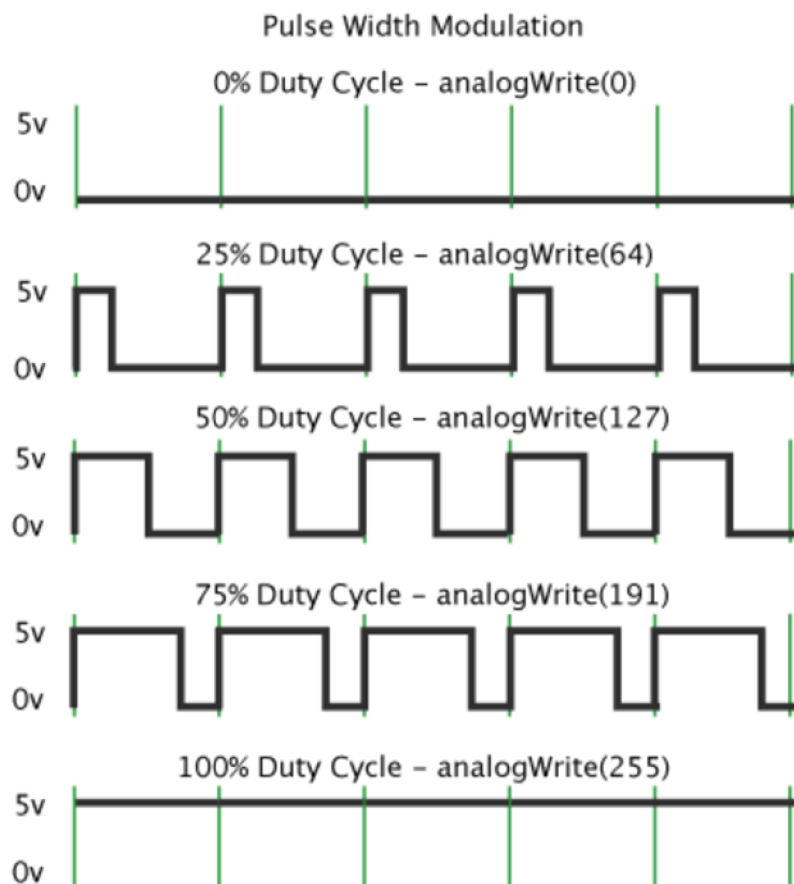 Pulse Width Modulation
0% Duty Cycle – analogWrite(0)
5v
0v
25% Duty Cycle – analogWrite(64)
5v
0v
50% Duty Cycle – analogWrite(127)
5v
0v
75% Duty Cycle – analogWrite(191)
5v
0v
100% Duty Cycle – analogWrite(255)
5v
0v